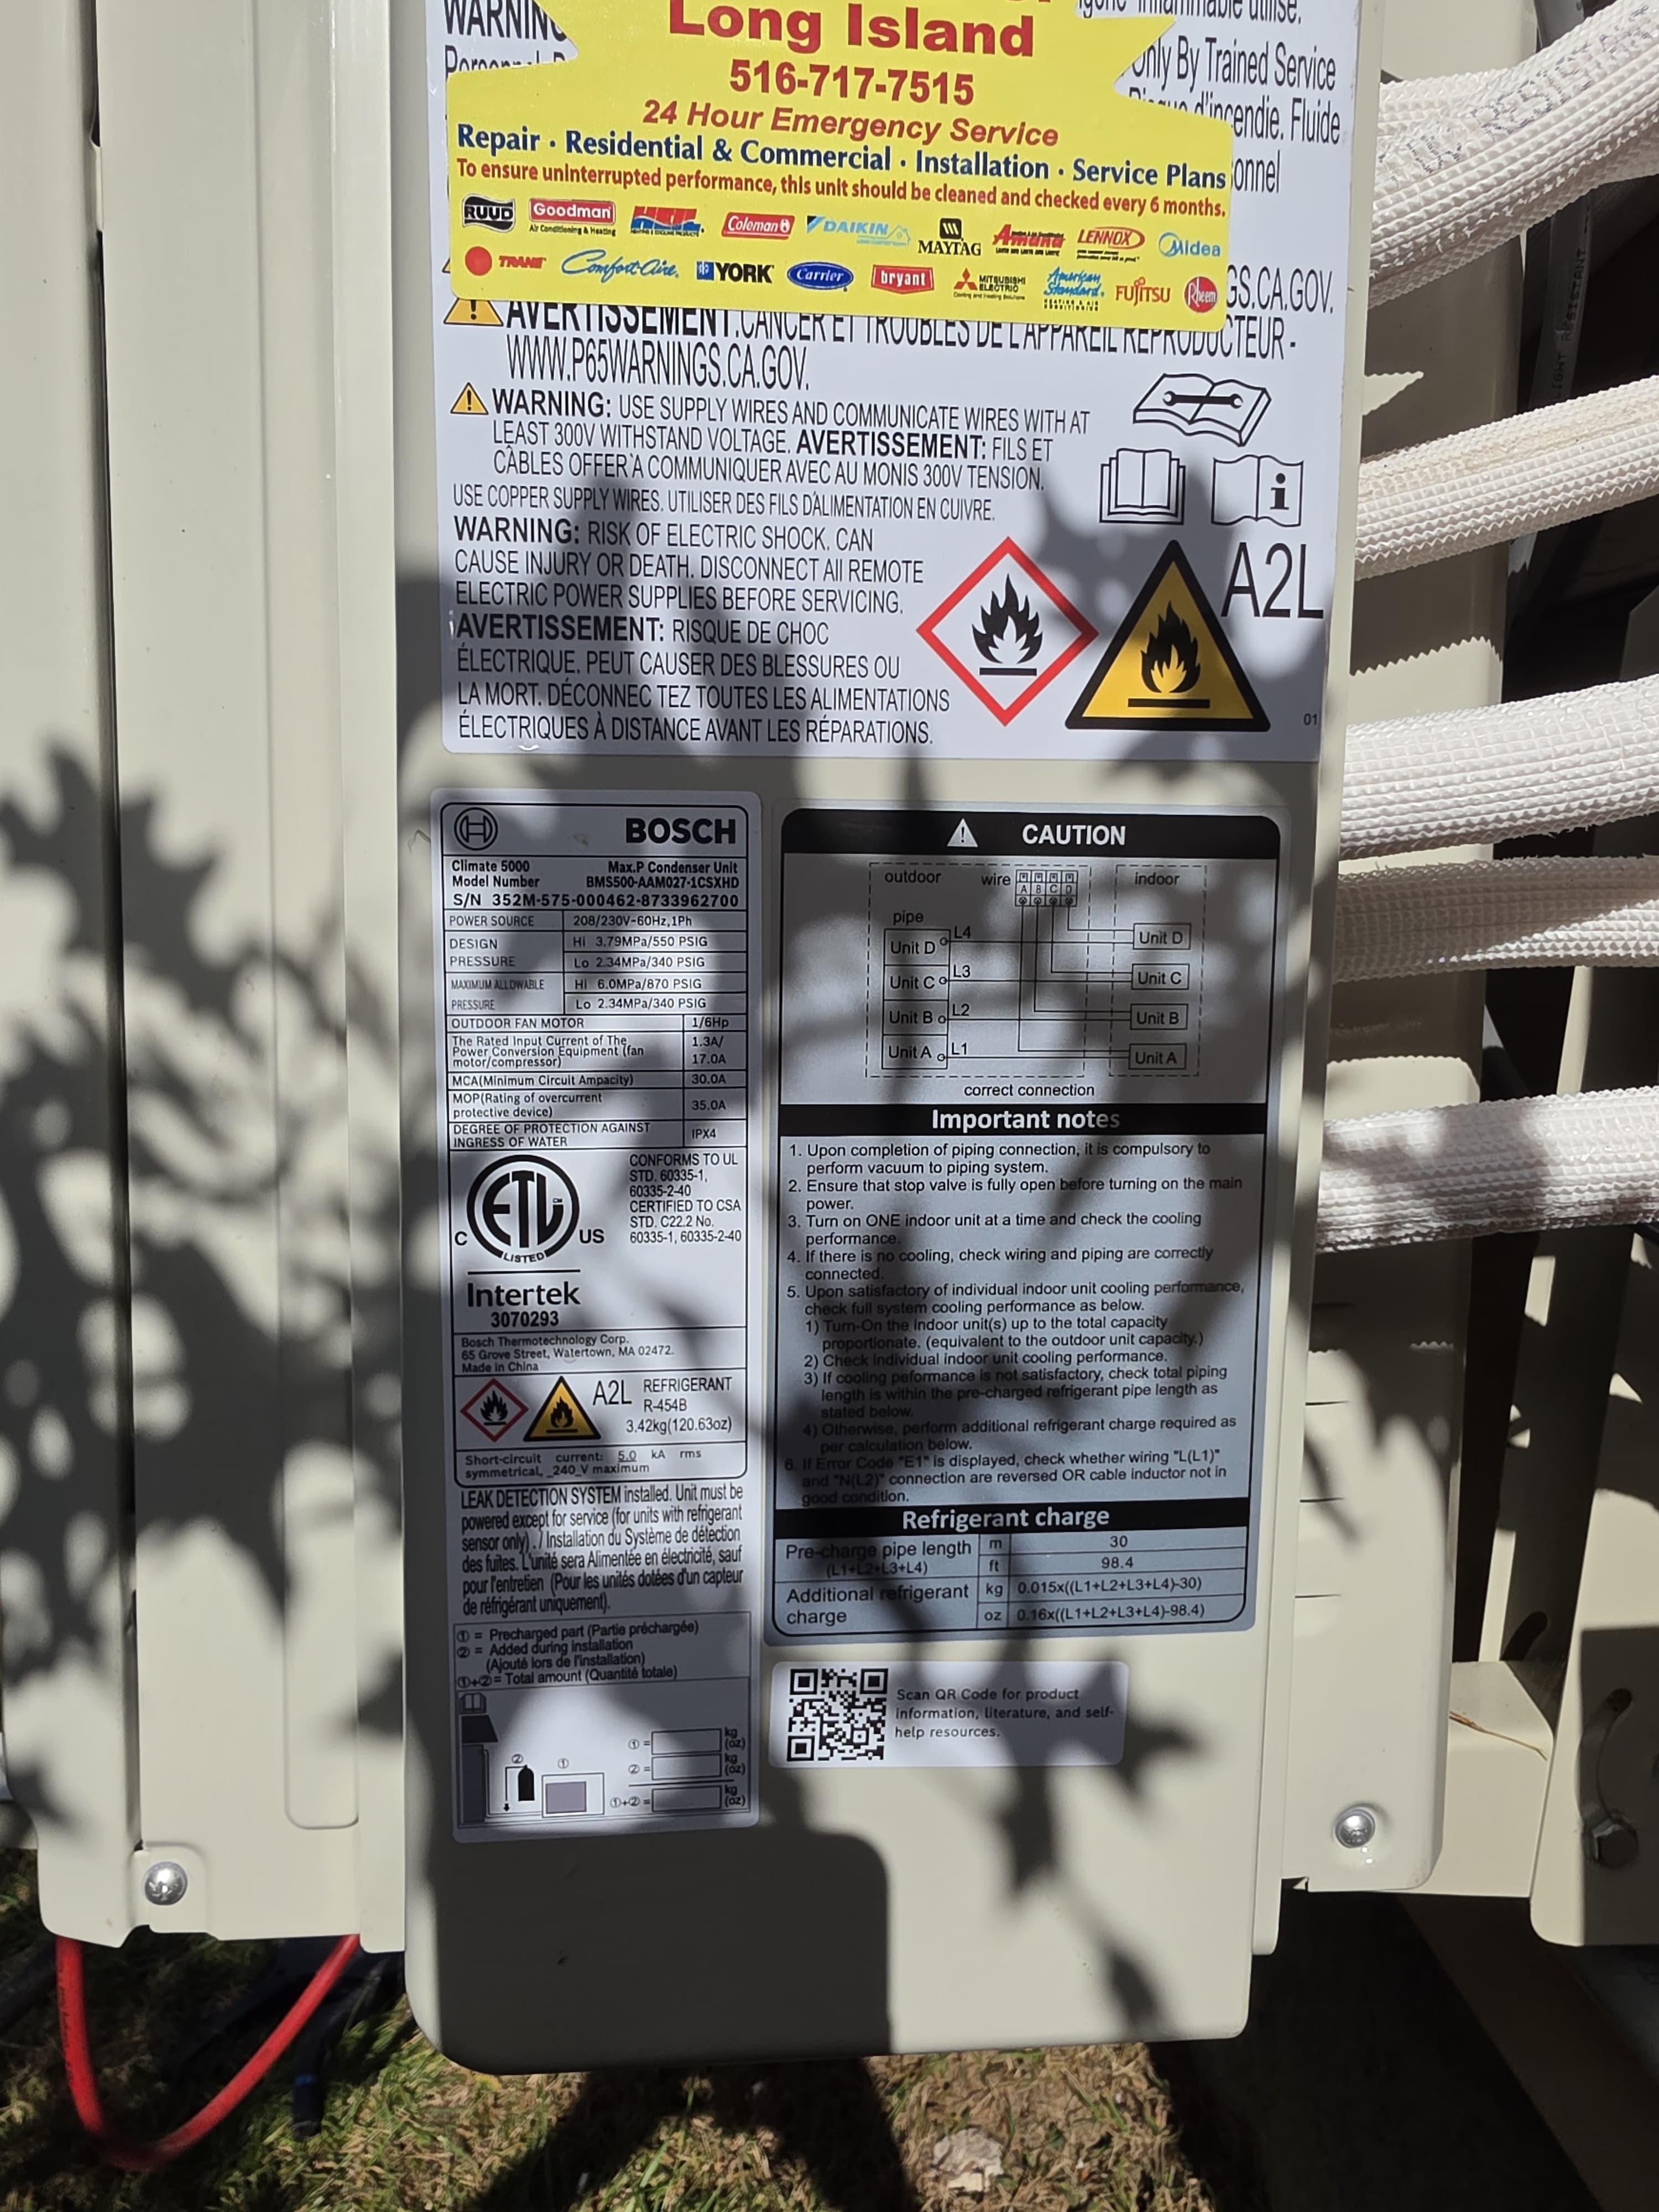 WARNING
Long Island
516-717-7515
24 Hour Emergency Service
Repair · Residential & Commercial · Installation · Service Plans
To ensure uninterrupted performance, this unit should be cleaned and checked every 6 months.
RUUD Goodman Air Conditioning & Heating HEIL Coleman DAIKIN MAYTAG Amana LENNOX Midea
TRANE Comfort-Aire YORK Carrier bryant MITSUBISHI ELECTRIC American Standard FUJITSU Rheem
Only By Trained Service
d'incendie. Fluide
onnel
GS.CA.GOV.
AVERTISSEMENT:CANCER ET TROUBLES DE L'APPAREIL REPRODUCTEUR -
WWW.P65WARNINGS.CA.GOV.
WARNING: USE SUPPLY WIRES AND COMMUNICATE WIRES WITH AT
LEAST 300V WITHSTAND VOLTAGE. AVERTISSEMENT: FILS ET
CÂBLES OFFER'A COMMUNIQUER AVEC AU MONIS 300V TENSION.
USE COPPER SUPPLY WIRES. UTILISER DES FILS D'ALIMENTATION EN CUIVRE.
WARNING: RISK OF ELECTRIC SHOCK. CAN
CAUSE INJURY OR DEATH. DISCONNECT All REMOTE
ELECTRIC POWER SUPPLIES BEFORE SERVICING.
AVERTISSEMENT: RISQUE DE CHOC
ÉLECTRIQUE. PEUT CAUSER DES BLESSURES OU
LA MORT. DÉCONNEC TEZ TOUTES LES ALIMENTATIONS
ÉLECTRIQUES À DISTANCE AVANT LES RÉPARATIONS.
A2L
01
BOSCH
Climate 5000 Max.P Condenser Unit
Model Number BMS500-AAM027-1CSXHD
S/N 352M-575-000462-8733962700
POWER SOURCE 208/230V~60Hz,1Ph
DESIGN PRESSURE Hi 3.79MPa/550 PSIG
Lo 2.34MPa/340 PSIG
MAXIMUM ALLOWABLE PRESSURE Hi 6.0MPa/870 PSIG
Lo 2.34MPa/340 PSIG
OUTDOOR FAN MOTOR 1/6Hp
The Rated Input Current of The
Power Conversion Equipment (fan
motor/compressor) 1.3A/
17.0A
MCA(Minimum Circuit Ampacity) 30.0A
MOP(Rating of overcurrent
protective device) 35.0A
DEGREE OF PROTECTION AGAINST
INGRESS OF WATER IPX4
CONFORMS TO UL
STD. 60335-1,
60335-2-40
CERTIFIED TO CSA
STD. C22.2 No.
60335-1, 60335-2-40
C ETL US
LISTED
Intertek
3070293
Bosch Thermotechnology Corp.
65 Grove Street, Watertown, MA 02472.
Made in China
A2L REFRIGERANT
R-454B
3.42kg(120.63oz)
Short-circuit current: 5.0 kA rms
symmetrical, 240 V maximum
LEAK DETECTION SYSTEM installed. Unit must be
powered except for service (for units with refrigerant
sensor only) . / Installation du Système de détection
des fuites. L'unité sera Alimentée en électricité, sauf
pour l'entretien (Pour les unités dotées d'un capteur
de réfrigérant uniquement).
① = Precharged part (Partie préchargée)
② = Added during installation
(Ajouté lors de l'installation)
①+② = Total amount (Quantité totale)
② ①
① = kg (oz)
② = kg (oz)
①+② = kg (oz)
CAUTION
outdoor wire A B C D indoor
pipe
Unit D L4 Unit D
Unit C L3 Unit C
Unit B L2 Unit B
Unit A L1 Unit A
correct connection
Important notes
1. Upon completion of piping connection, it is compulsory to
perform vacuum to piping system.
2. Ensure that stop valve is fully open before turning on the main
power.
3. Turn on ONE indoor unit at a time and check the cooling
performance.
4. If there is no cooling, check wiring and piping are correctly
connected.
5. Upon satisfactory of individual indoor unit cooling performance,
check full system cooling performance as below.
1) Turn-On the indoor unit(s) up to the total capacity
proportionate. (equivalent to the outdoor unit capacity.)
2) Check individual indoor unit cooling performance.
3) If cooling peformance is not satisfactory, check total piping
length is within the pre-charged refrigerant pipe length as
stated below.
4) Otherwise, perform additional refrigerant charge required as
per calculation below.
6. If Error Code "E1" is displayed, check whether wiring "L(L1)"
and "N(L2)" connection are reversed OR cable inductor not in
good condition.
Refrigerant charge
Pre-charge pipe length m 30
(L1+L2+L3+L4) ft 98.4
Additional refrigerant kg 0.015x((L1+L2+L3+L4)-30)
charge oz 0.16x((L1+L2+L3+L4)-98.4)
Scan QR Code for product
information, literature, and self-
help resources.